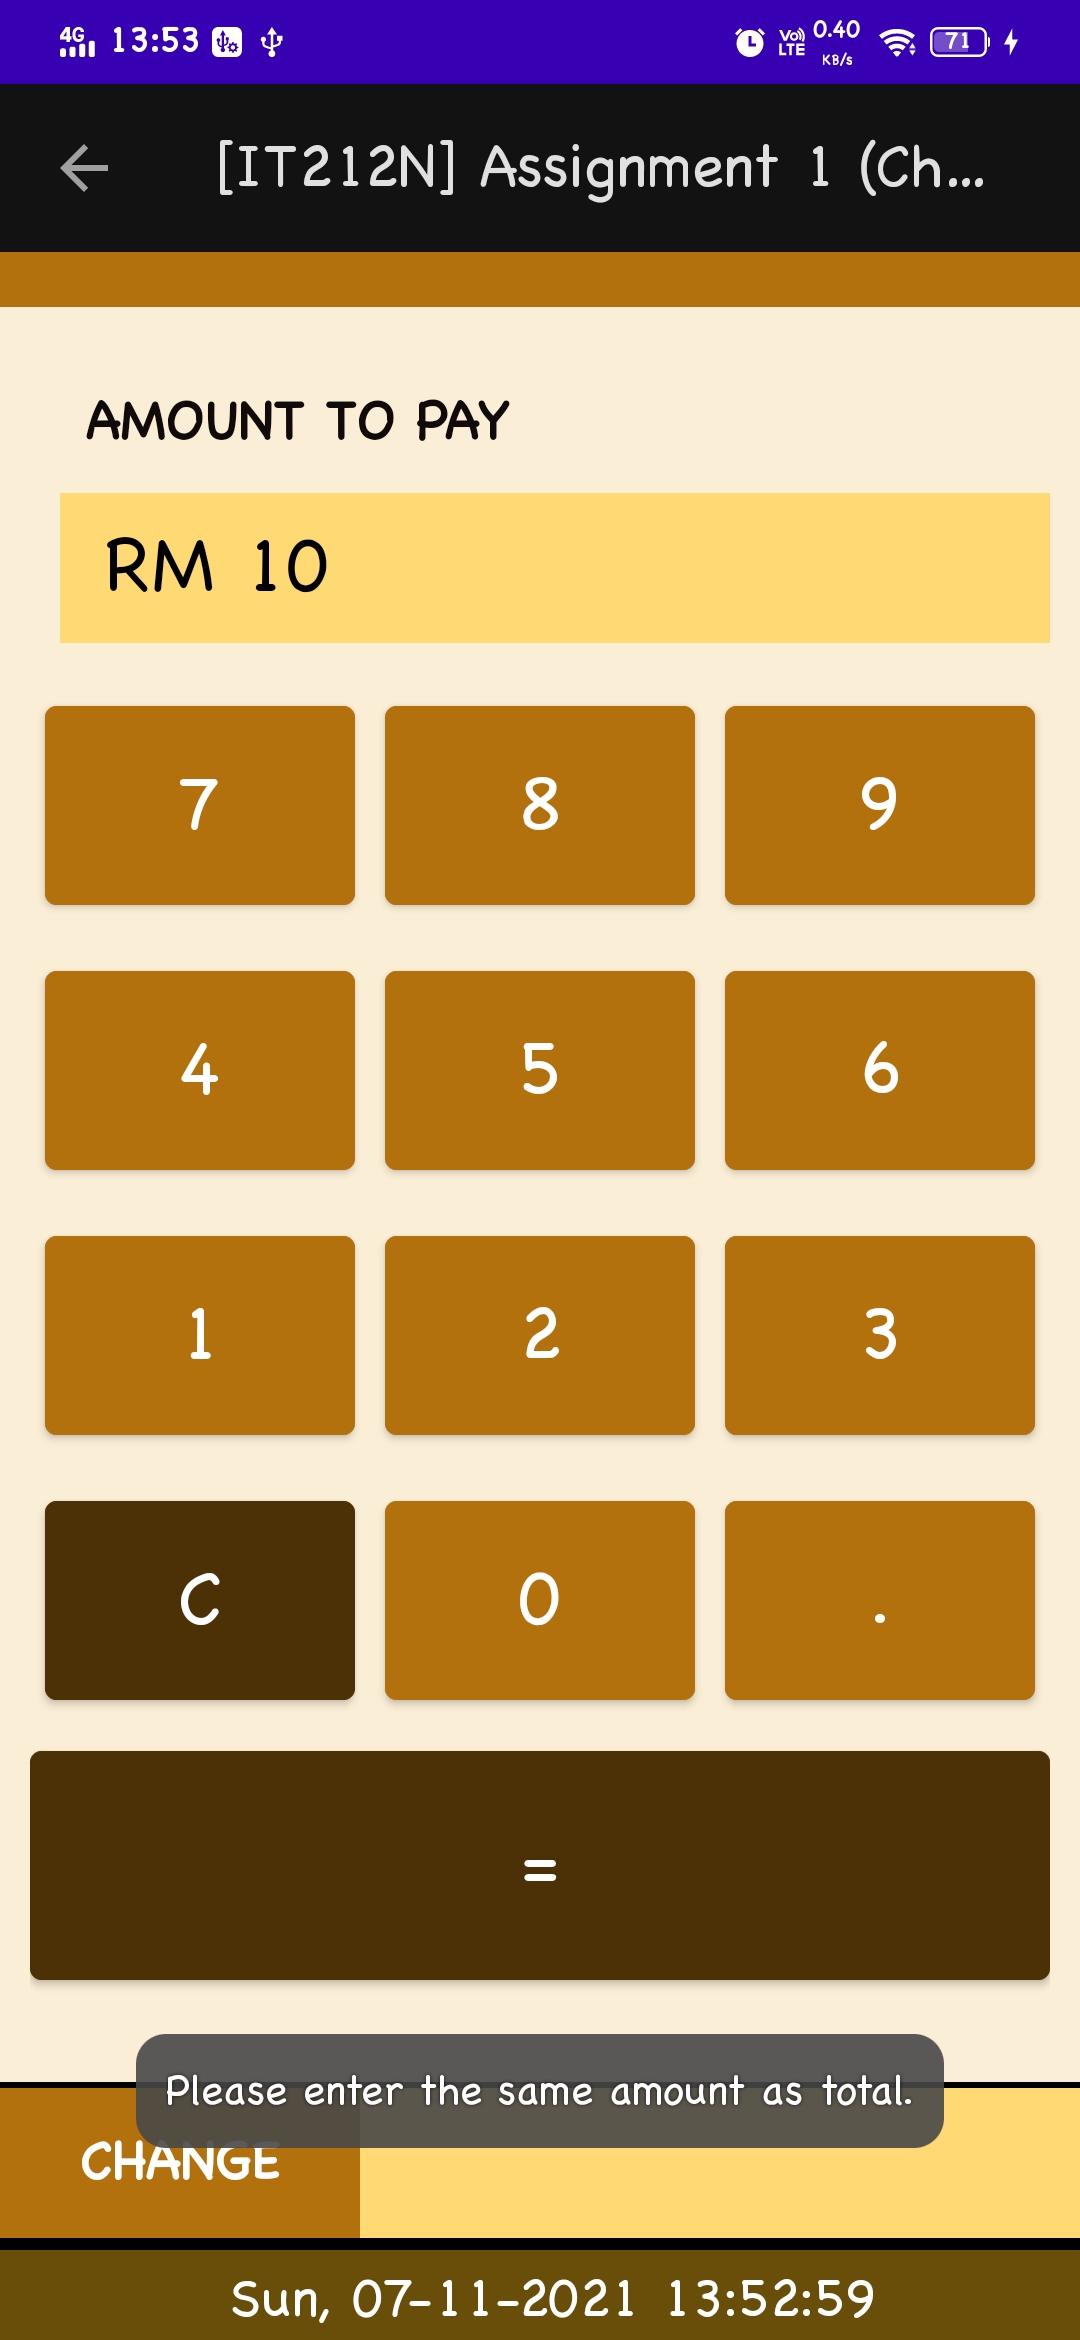 4G 13:53 Vo)) LTE 0.40 KB/s 71
[IT212N] Assignment 1 (Ch...
AMOUNT TO PAY
RM 10
7 8 9
4 5 6
1 2 3
C 0 .
=
Please enter the same amount as total.
CHANGE
Sun, 07-11-2021 13:52:59